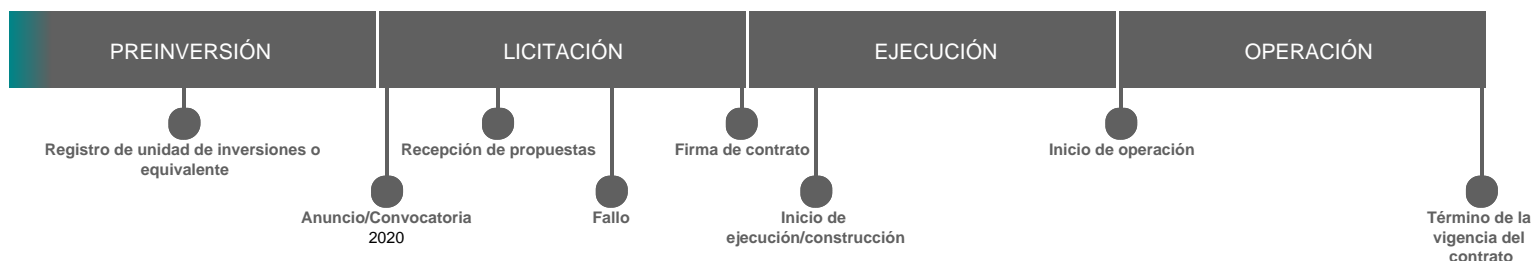 PREINVERSIÓN
LICITACIÓN
EJECUCIÓN
OPERACIÓN
Registro de unidad de inversiones o
equivalente
Anuncio/Convocatoria
2020
Recepción de propuestas
Fallo
Firma de contrato
Inicio de
ejecución/construcción
Inicio de operación
Término de la
vigencia del
contrato